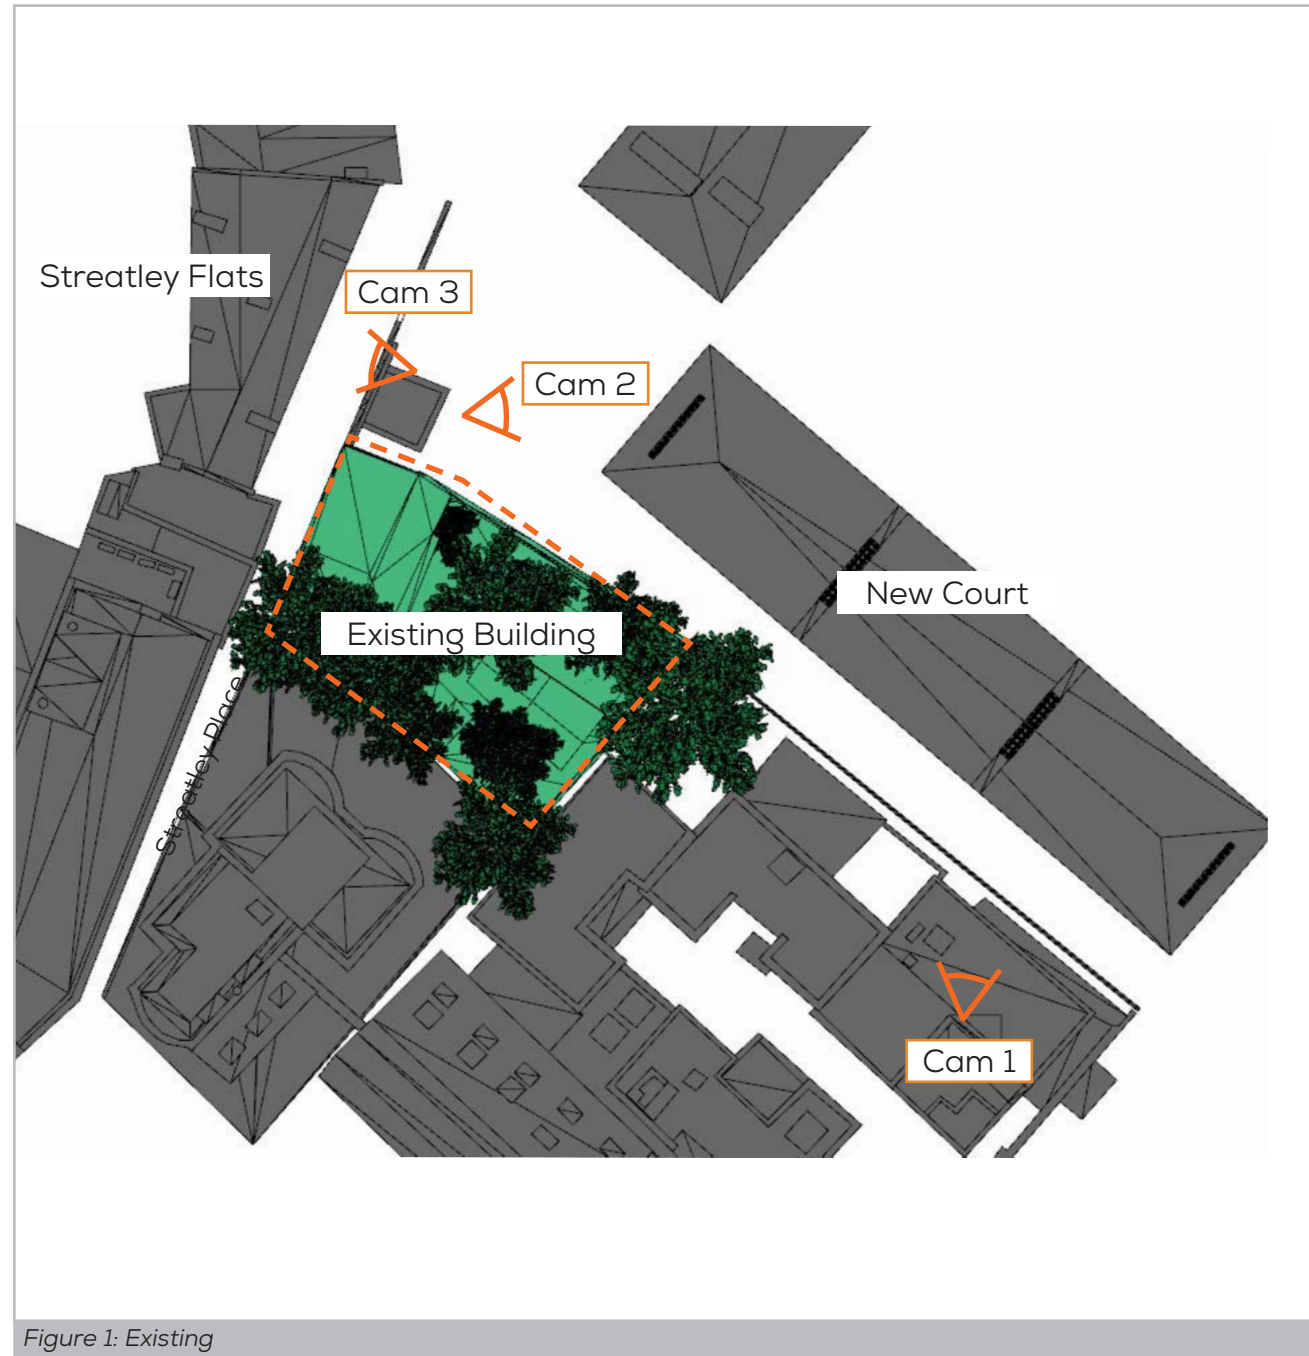 Streatley Flats
Cam 3
Cam 2
New Court
Existing Building
Streatley Place
Cam 1
Figure 1: Existing